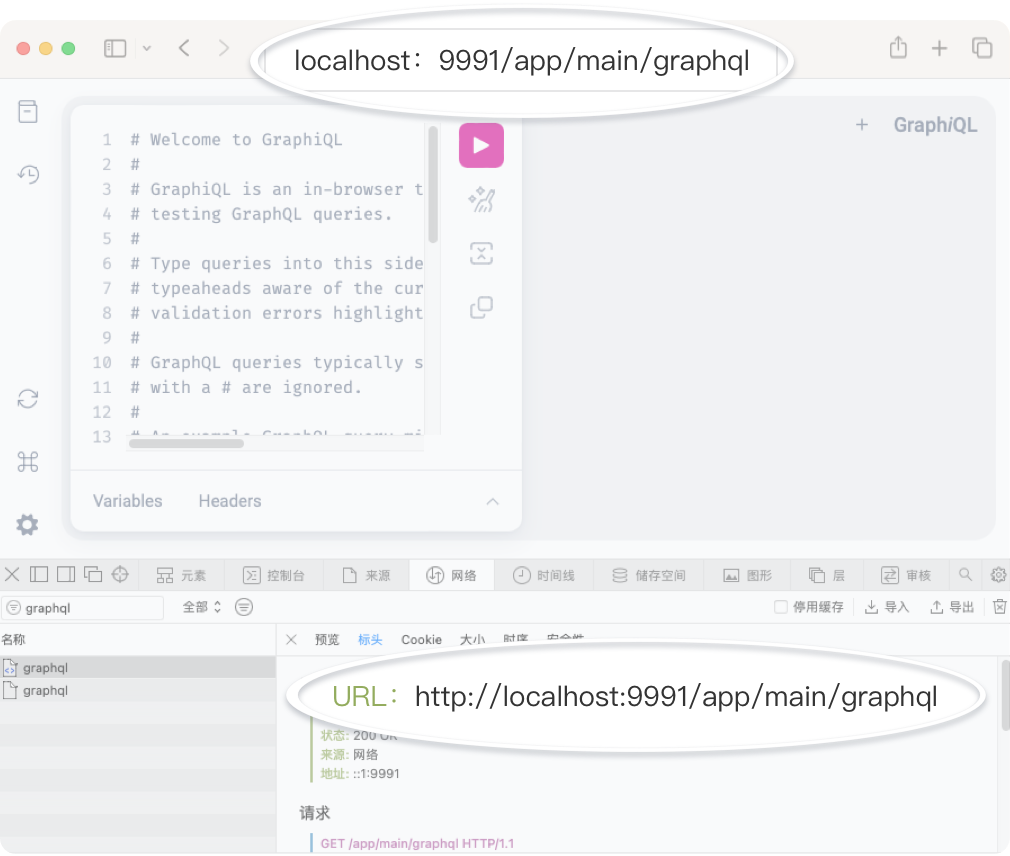 localhost：9991/app/main/graphql
GraphiQL
1 # Welcome to GraphiQL
2 #
3 # GraphiQL is an in-browser t
4 # testing GraphQL queries.
5 #
6 # Type queries into this side
7 # typeaheads aware of the cur
8 # validation errors highlight
9 #
10 # GraphQL queries typically s
11 # with a # are ignored.
12 #
13 # An example GraphQL query mi
Variables Headers
元素 控制台 来源 网络 时间线 储存空间 图形 层 审核
graphql 全部 停用缓存 导入 导出
名称 预览 标头 Cookie 大小 时序 安全性
graphql
graphql
URL：http://localhost:9991/app/main/graphql
状态: 200 OK
来源: 网络
地址: ::1:9991
请求
GET /app/main/graphql HTTP/1.1